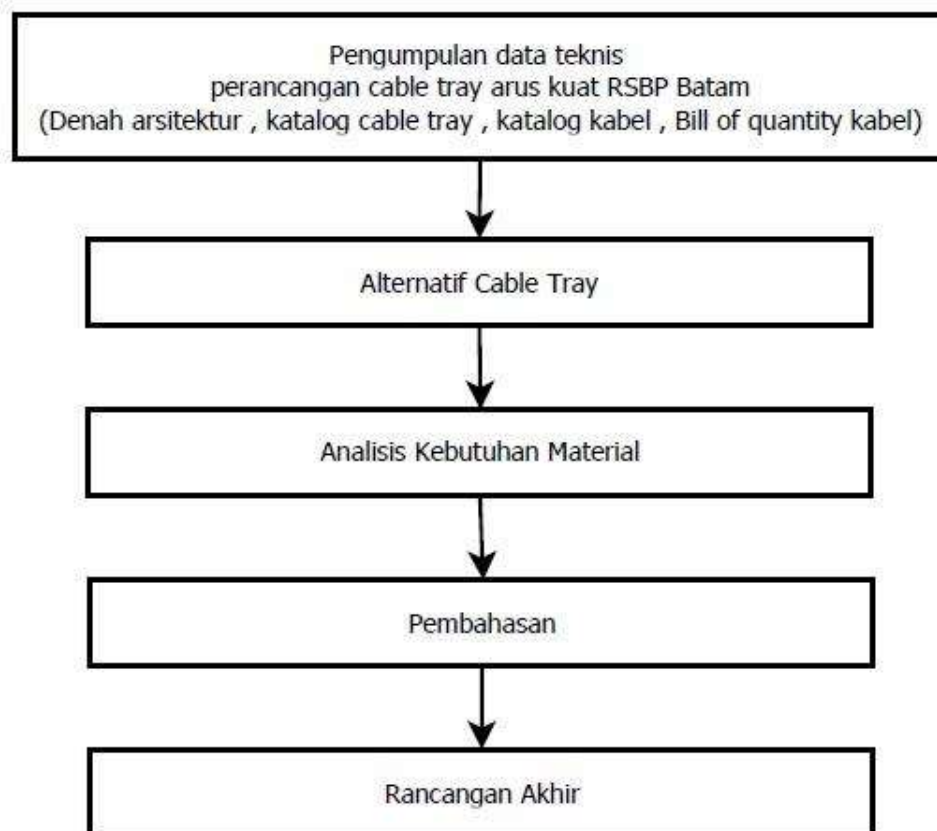 Pengumpulan data teknis
perancangan cable tray arus kuat RSBP Batam
(Denah arsitektur , katalog cable tray , katalog kabel , Bill of quantity kabel)
Alternatif Cable Tray
Analisis Kebutuhan Material
Pembahasan
Rancangan Akhir